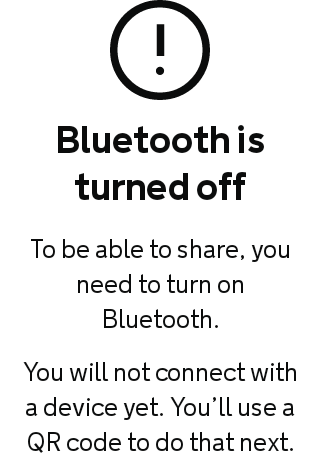 Bluetooth is
turned off
To be able to share, you
need to turn on
Bluetooth.
You will not connect with
a device yet. You'll use a
QR code to do that next.